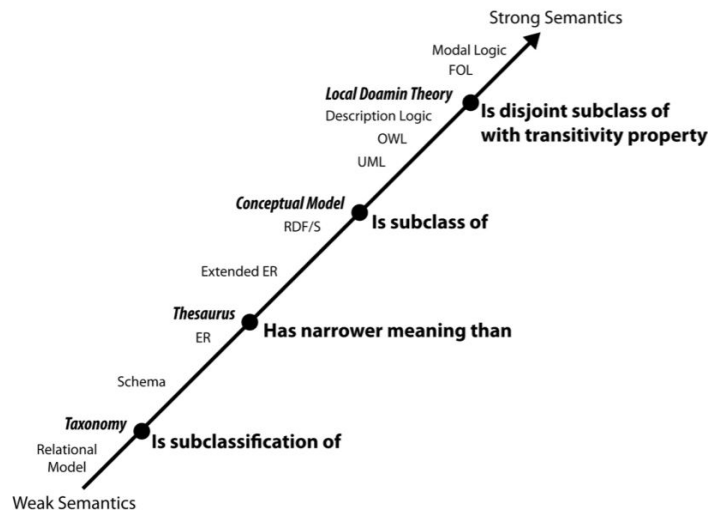 Strong Semantics
Modal Logic
FOL
Local Doamin Theory
Is disjoint subclass of
with transitivity property
Description Logic
OWL
UML
Conceptual Model
Is subclass of
RDF/S
Extended ER
Thesaurus
Has narrower meaning than
ER
Schema
Taxonomy
Is subclassification of
Relational
Model
Weak Semantics